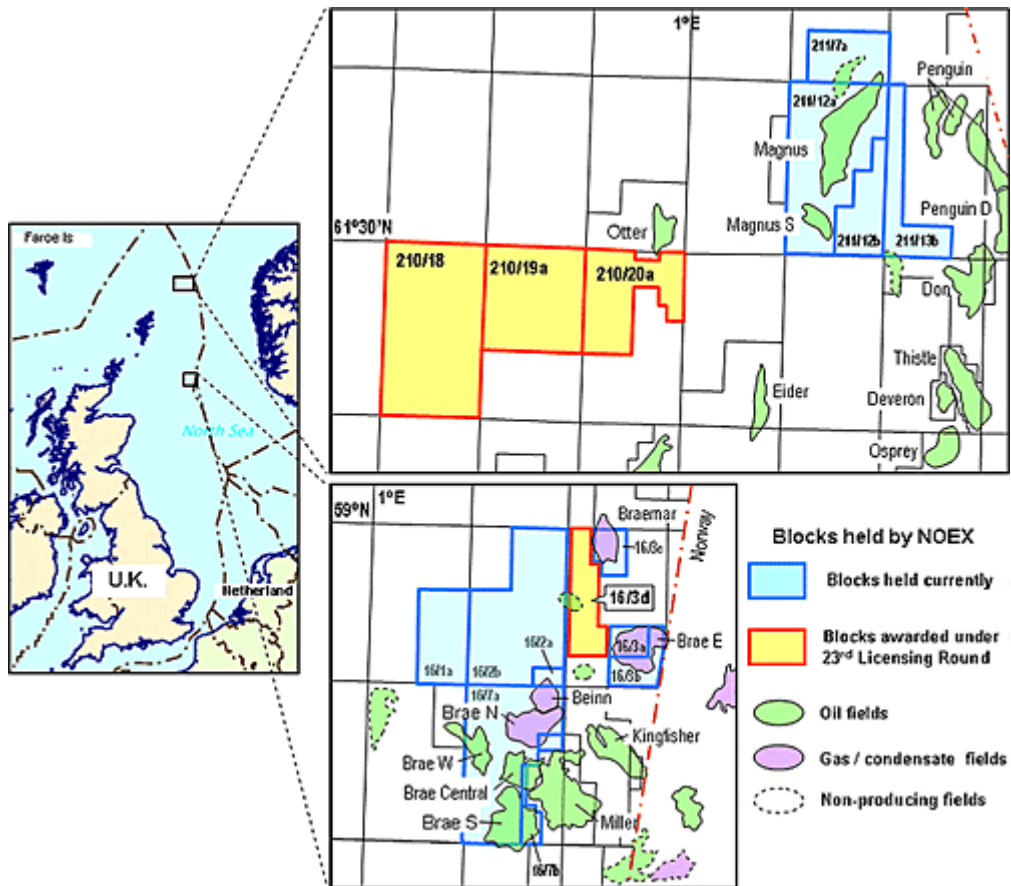 Faroe Is
North Sea
U.K.
Netherland
1°E
211/7a
Penguin
211/12a
Magnus
Magnus S
Penguin D
Otter
61°30'N
211/12b
211/13b
210/18
210/19a
210/20a
Don
Thistle
Eider
Deveron
Osprey
59°N
1°E
Braemar
Norway
16/3c
16/3d
16/2a
16/3a
Brae E
16/1a
16/2b
16/3b
16/7a
Beinn
Brae N
Kingfisher
Brae W
Brae Central
Brae S
Miller
16/7b
Blocks held by NOEX
Blocks held currently
Blocks awarded under
23rd Licensing Round
Oil fields
Gas / condensate fields
Non-producing fields